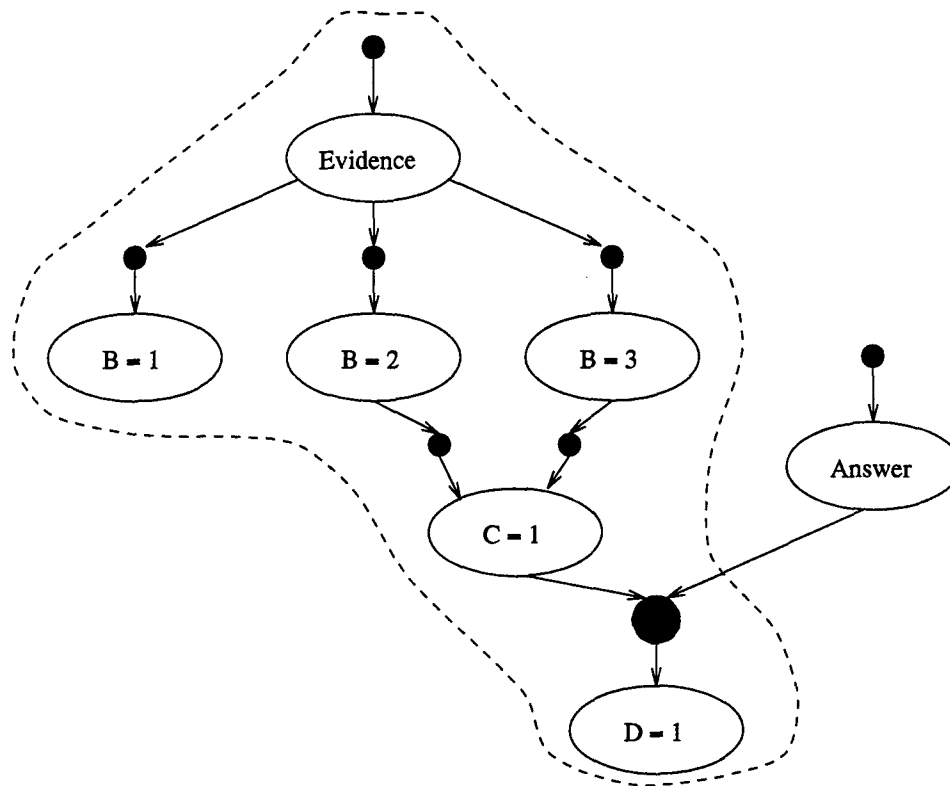 Evidence
B = 1
B = 2
B = 3
Answer
C = 1
D = 1